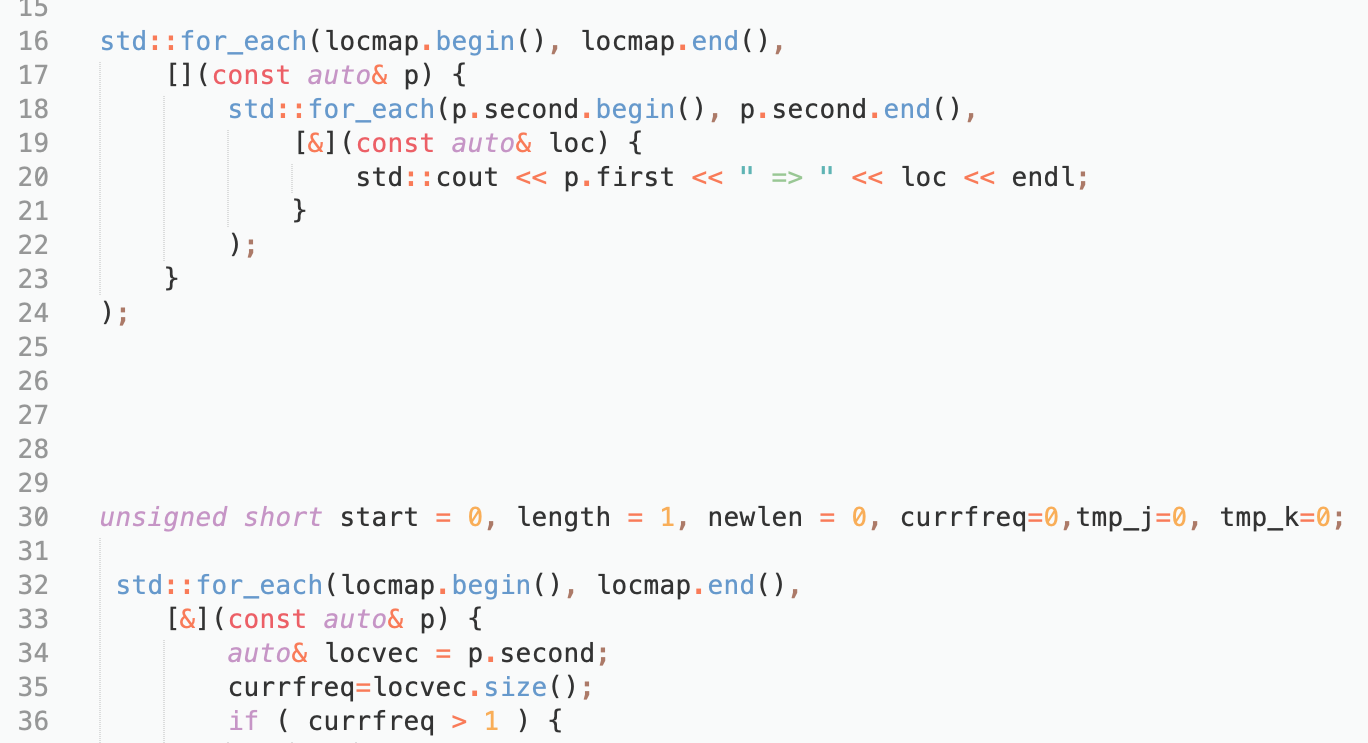 15
16 std::for_each(locmap.begin(), locmap.end(),
17 [](const auto& p) {
18 std::for_each(p.second.begin(), p.second.end(),
19 [&](const auto& loc) {
20 std::cout << p.first << " => " << loc << endl;
21 }
22 );
23 }
24 );
25
26
27
28
29
30 unsigned short start = 0, length = 1, newlen = 0, currfreq=0,tmp_j=0, tmp_k=0;
31
32 std::for_each(locmap.begin(), locmap.end(),
33 [&](const auto& p) {
34 auto& locvec = p.second;
35 currfreq=locvec.size();
36 if ( currfreq > 1 ) {